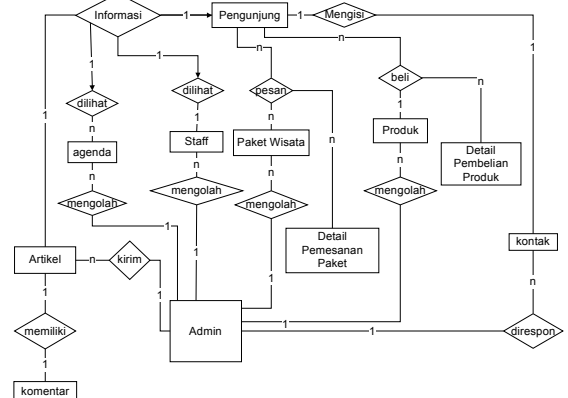 Informasi
1
Pengunjung
1
Mengisi
n
n
1
1
1
dilihat
dilihat
pesan
beli
n
n
1
n
1
n
1
agenda
Staff
Paket Wisata
Produk
Detail
Pembelian
Produk
n
n
n
n
n
mengolah
mengolah
mengolah
mengolah
1
Detail
Pemesanan
Paket
kontak
1
1
Artikel
n
kirim
1
1
n
1
Admin
1
1
direspon
memiliki
1
komentar